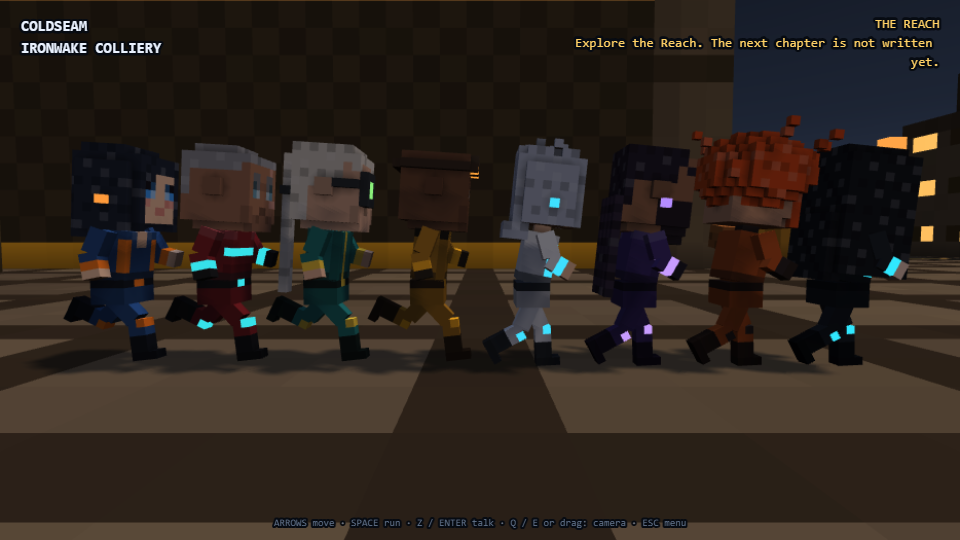 COLDSEAM
IRONWAKE COLLIERY
THE REACH
Explore the Reach. The next chapter is not written
yet.
ARROWS move · SPACE run · Z / ENTER talk · Q / E or drag: camera · ESC menu